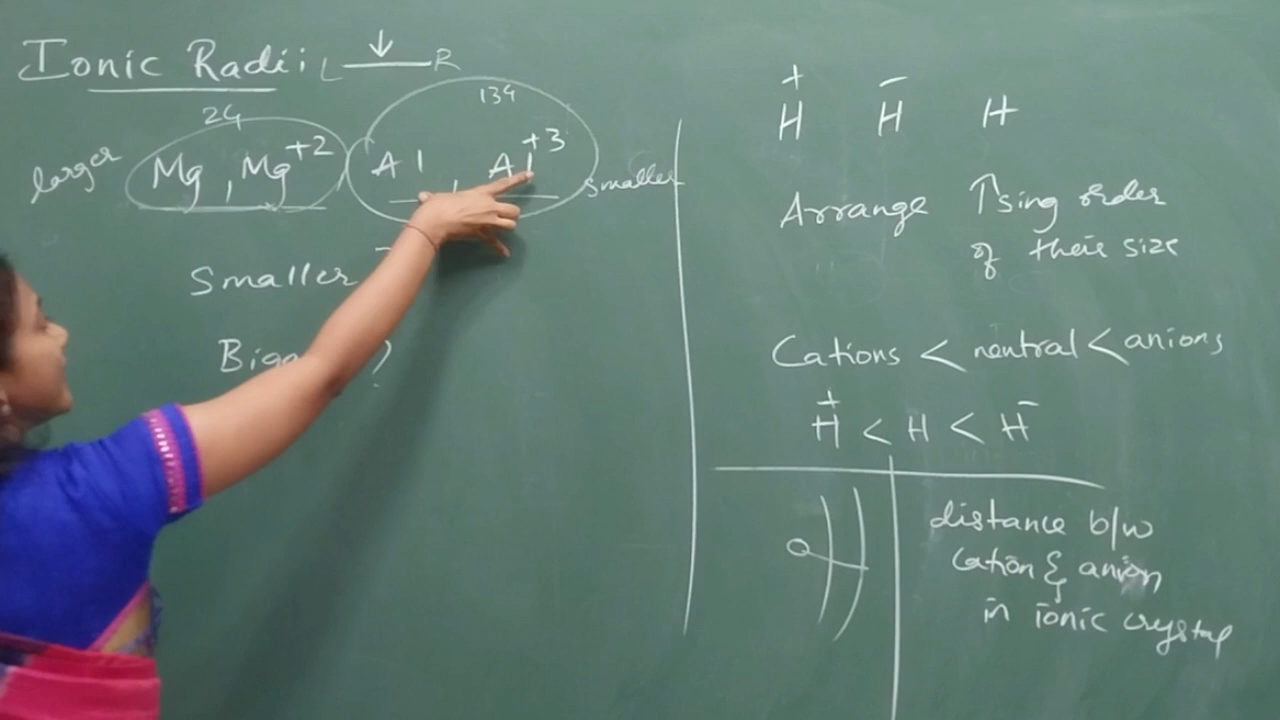 Ionic Radii: L ↓ R
24 134
larger Mg , Mg+2 Al , Al+3 smaller
Smaller
?
+ -
H H H
Arrange ↑sing order
of their size
Cations < neutral < anions
H+ < H < H-
distance b/w
Cation & anion
in ionic crystal